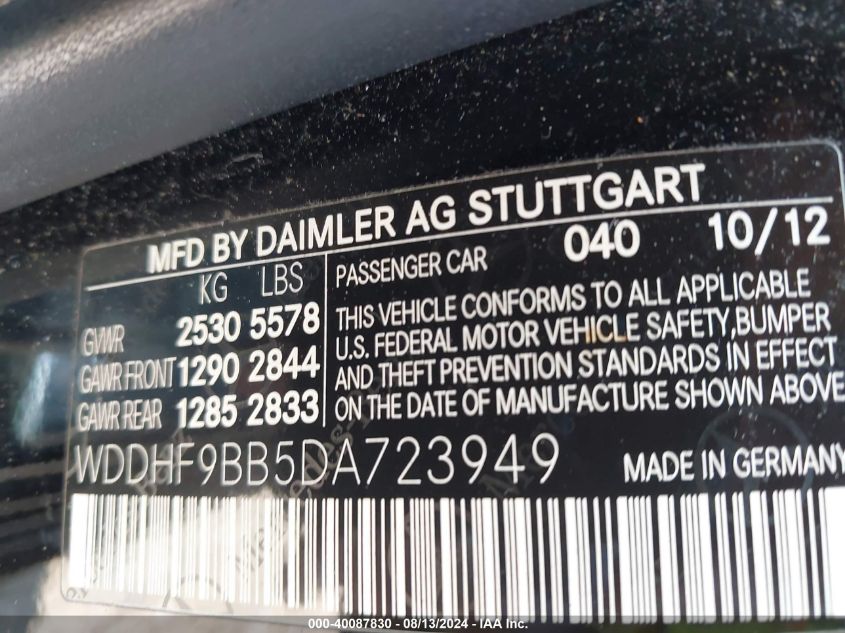 MFD BY DAIMLER AG STUTTGART
KG LBS
PASSENGER CAR 040 10/12
GVWR 2530 5578
GAWR FRONT 1290 2844
GAWR REAR 1285 2833
THIS VEHICLE CONFORMS TO ALL APPLICABLE
U.S. FEDERAL MOTOR VEHICLE SAFETY,BUMPER
AND THEFT PREVENTION STANDARDS IN EFFECT
ON THE DATE OF MANUFACTURE SHOWN ABOVE
WDDHF9BB5DA723949
MADE IN GERMANY
000-40087830 - 08/13/2024 - IAA Inc.